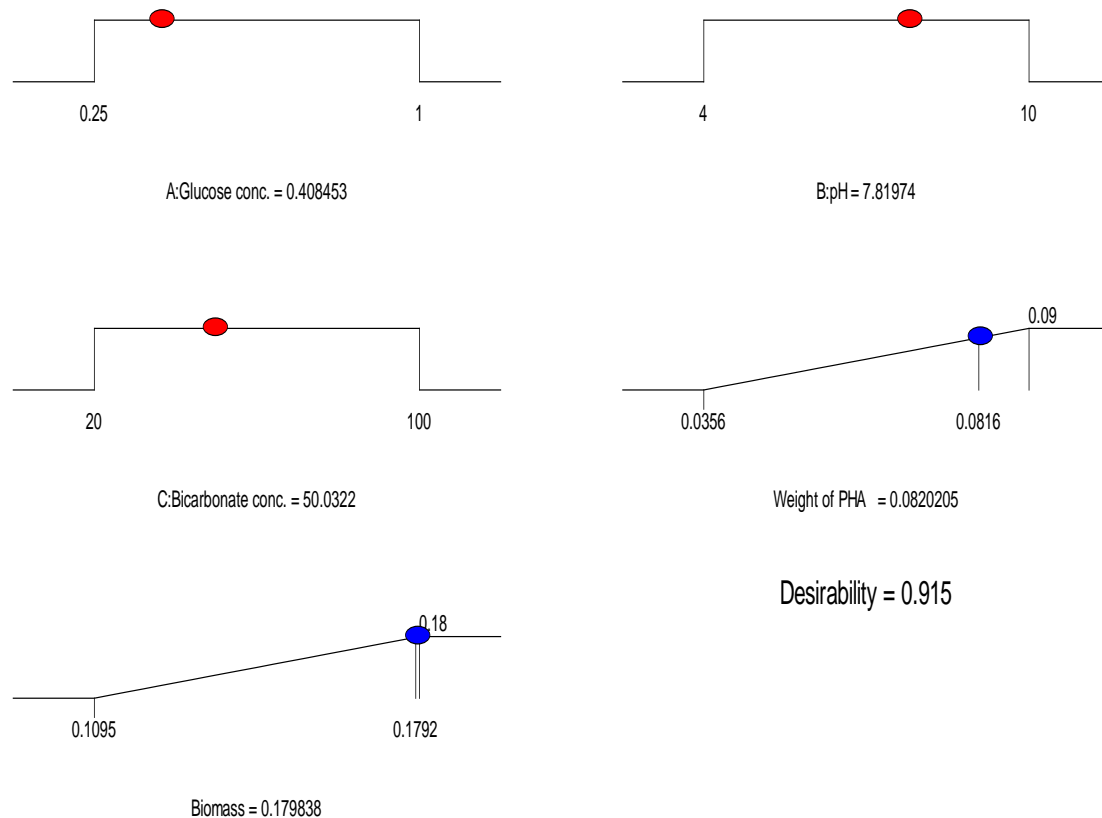 0.25
1
A:Glucose conc. = 0.408453
4
10
B:pH = 7.81974
20
100
C:Bicarbonate conc. = 50.0322
0.09
0.0356
0.0816
Weight of PHA = 0.0820205
0.18
0.1095
0.1792
Biomass = 0.179838
Desirability = 0.915